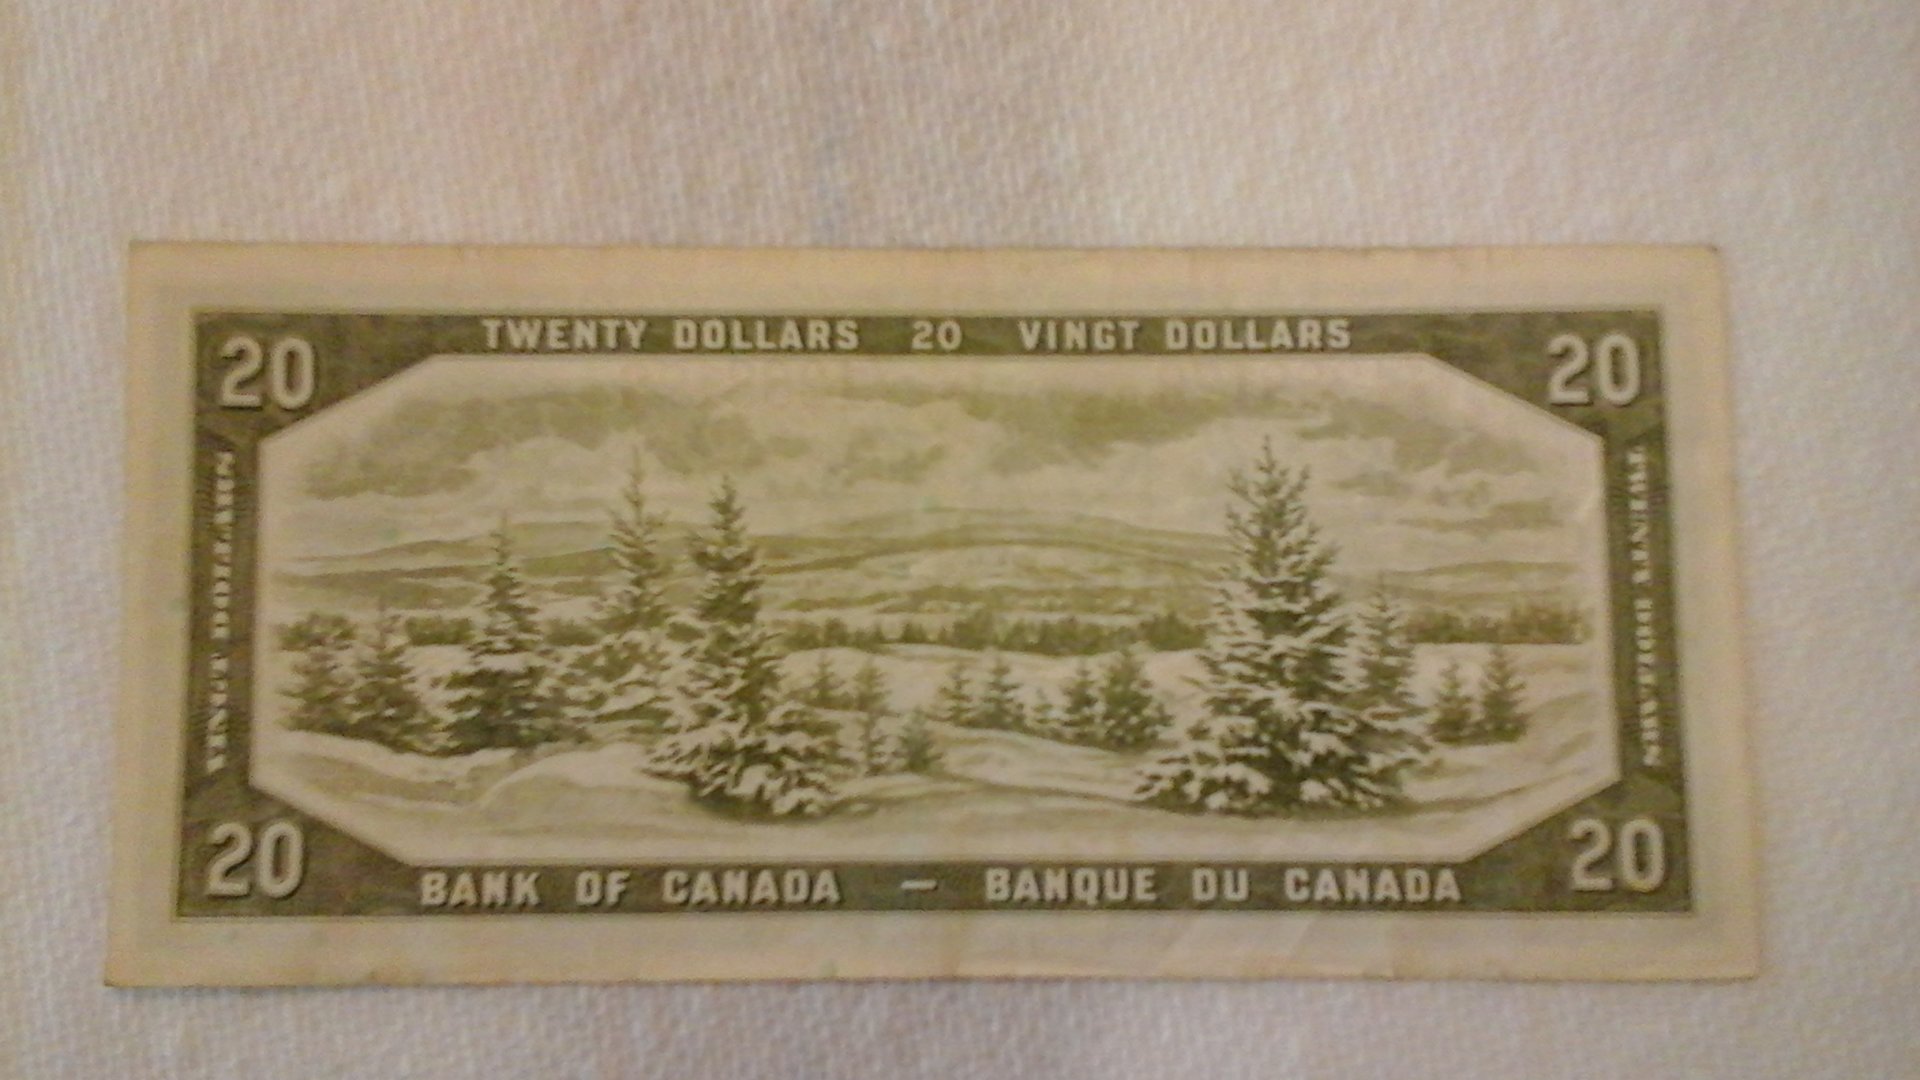 TWENTY DOLLARS 20 VINGT DOLLARS
20
20
VINGT DOLLARS
TWENTY DOLLARS
20
BANK OF CANADA — BANQUE DU CANADA
20